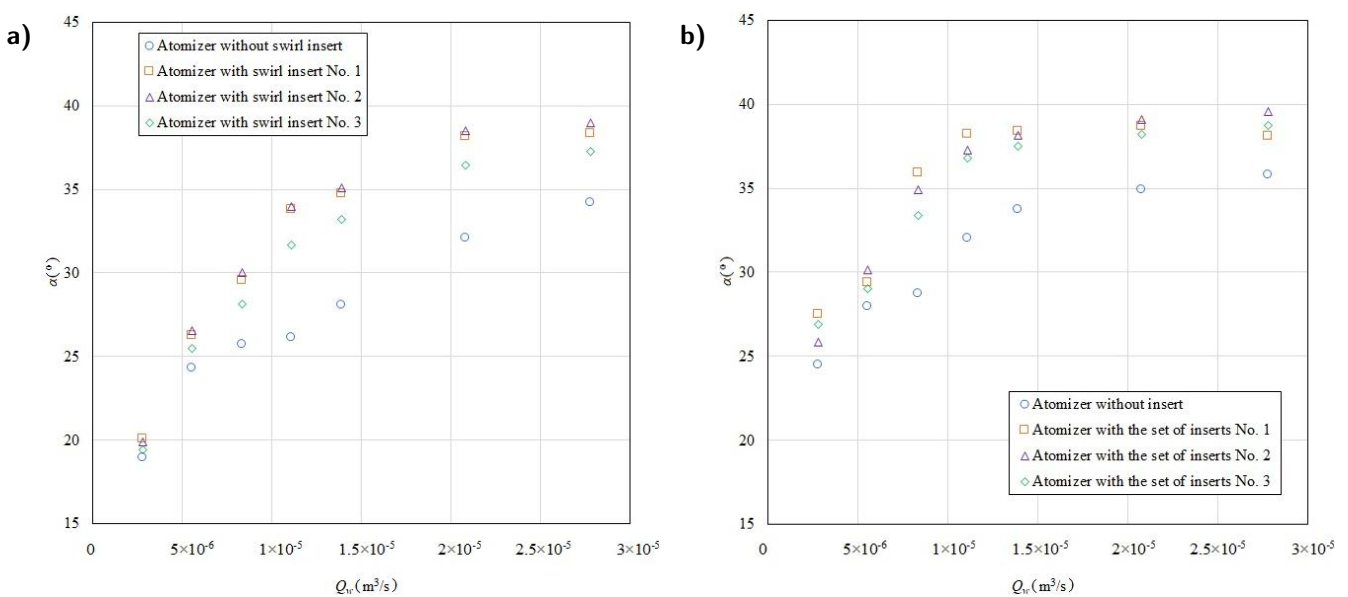 a)
45
40
35
30
25
20
15
α(°)
Atomizer without swirl insert
Atomizer with swirl insert No. 1
Atomizer with swirl insert No. 2
Atomizer with swirl insert No. 3
0 5×10⁻⁶ 1×10⁻⁵ 1.5×10⁻⁵ 2×10⁻⁵ 2.5×10⁻⁵ 3×10⁻⁵
Qw(m³/s)
b)
45
40
35
30
25
20
15
α(°)
Atomizer without insert
Atomizer with the set of inserts No. 1
Atomizer with the set of inserts No. 2
Atomizer with the set of inserts No. 3
0 5×10⁻⁶ 1×10⁻⁵ 1.5×10⁻⁵ 2×10⁻⁵ 2.5×10⁻⁵ 3×10⁻⁵
Qw(m³/s)